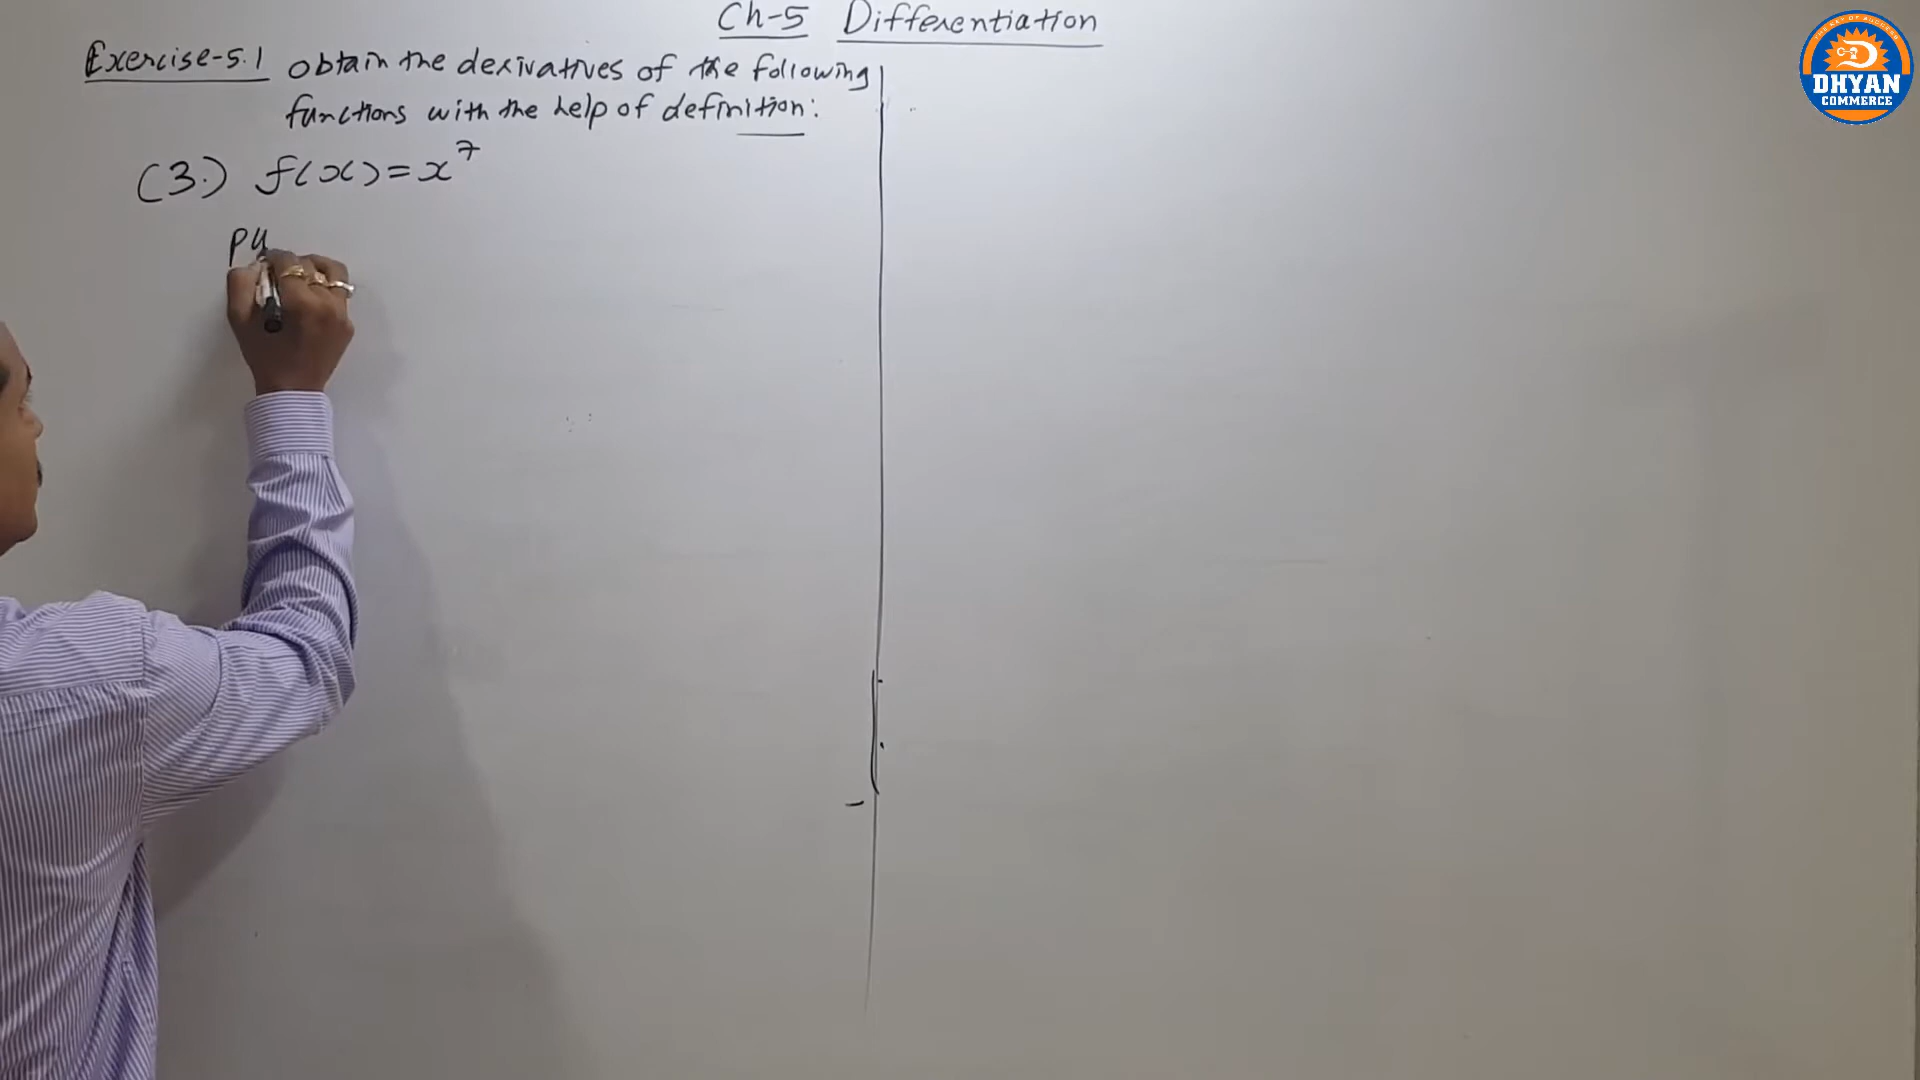 Ch-5 Differentiation
Exercise-5.1 obtain the derivatives of the following
functions with the help of definition:
(3.) f(x)=x⁷
pu
DHYAN
COMMERCE